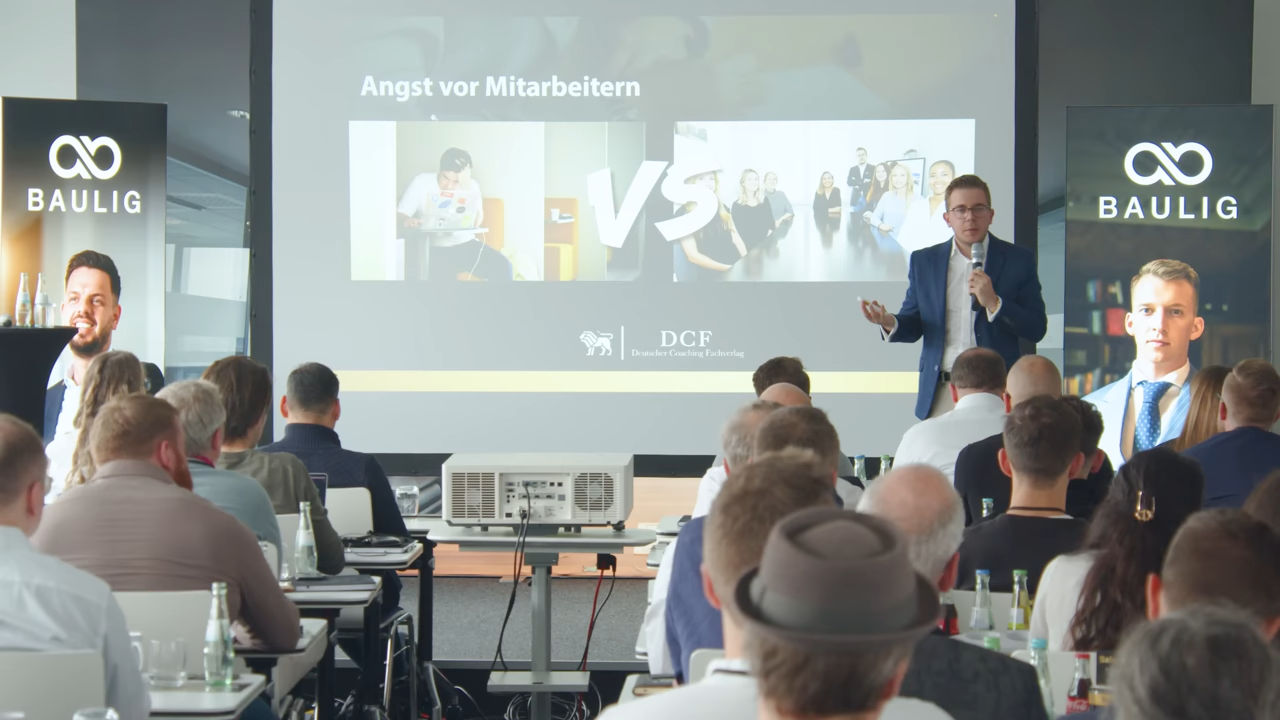 Angst vor Mitarbeitern
VS
DCF
Deutscher Coaching Fachverlag
BAULIG
BAULIG